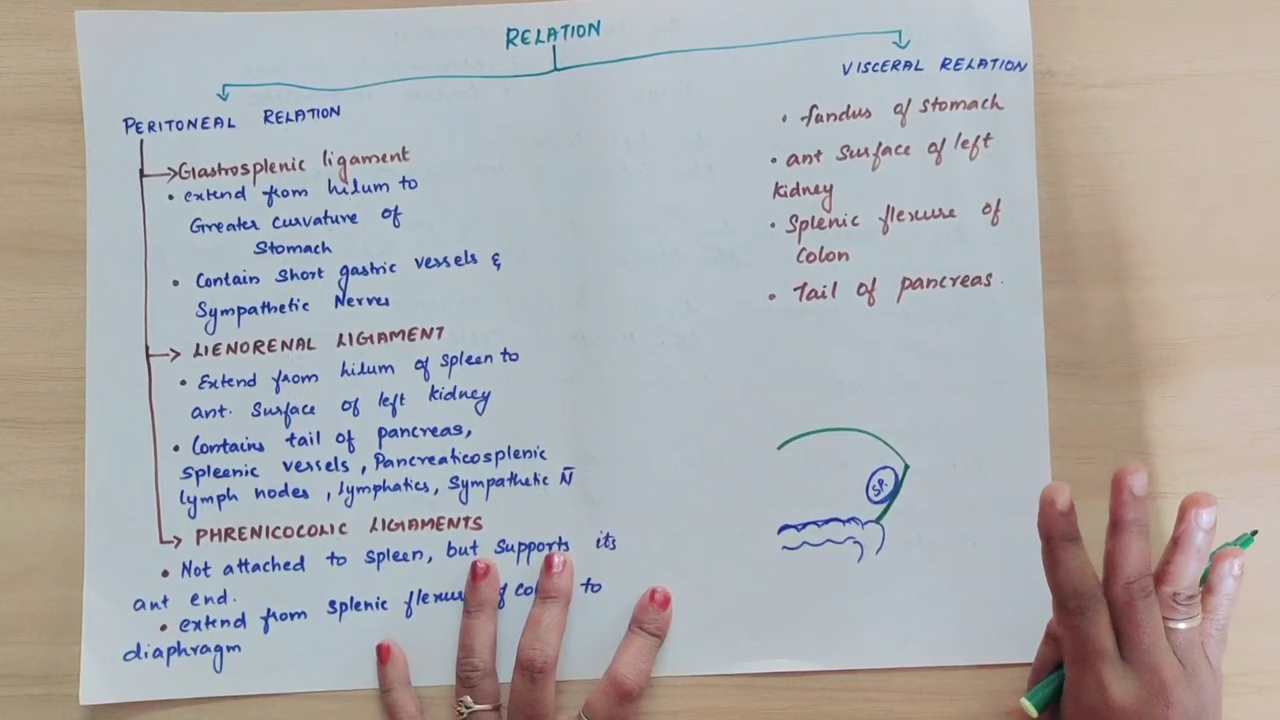 RELATION
PERITONEAL RELATION
Gastrosplenic ligament
• extend from hilum to
Greater curvature of
Stomach
• Contain short gastric vessels &
Sympathetic Nerves
LIENORENAL LIGAMENT
• Extend from hilum of spleen to
ant. Surface of left kidney
• Contains tail of pancreas,
Spleenic vessels, Pancreaticosplenic
lymph nodes, lymphatics, Sympathetic N̄
PHRENICOCOLIC LIGAMENTS
• Not attached to spleen, but supports its
ant end.
• extend from splenic to
diaphragm
VISCERAL RELATION
• fundus of stomach
• ant surface of left
kidney
• Splenic flexure of
Colon
• Tail of pancreas.
SP.